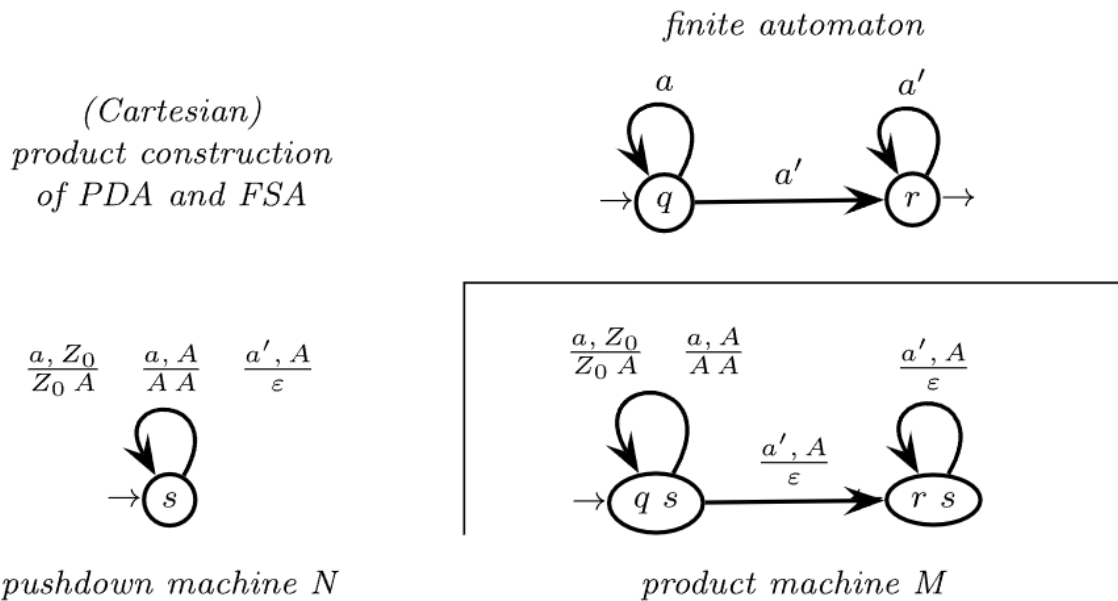 finite automaton
(Cartesian)
product construction
of PDA and FSA
a
a′
a′
→ q
r →
a, Z₀ / Z₀ A
a, A / A A
a′, A / ε
→ s
a, Z₀ / Z₀ A
a, A / A A
a′, A / ε
a′, A / ε
→ q s
r s
pushdown machine N
product machine M